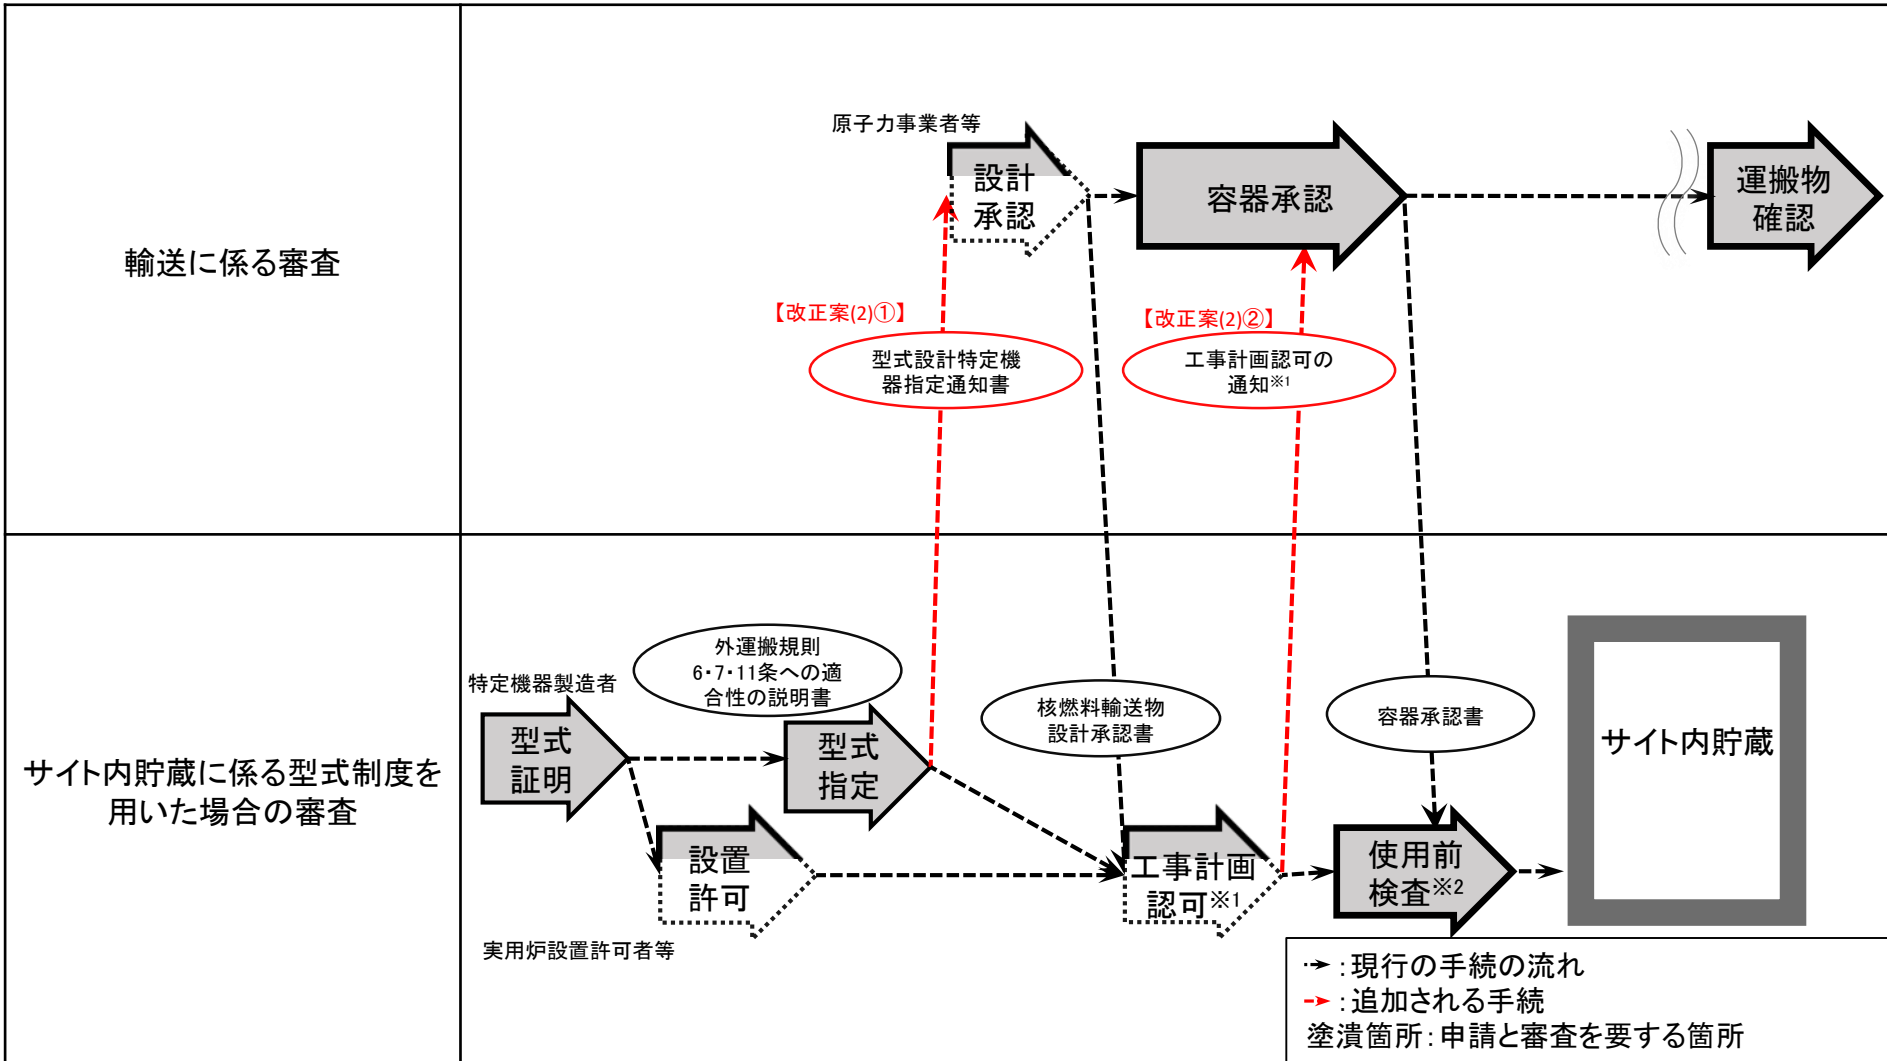 輸送に係る審査
原子力事業者等
設計
承認
容器承認
運搬物
確認
【改正案(2)①】
型式設計特定機
器指定通知書
【改正案(2)②】
工事計画認可の
通知※1
サイト内貯蔵に係る型式制度を
用いた場合の審査
特定機器製造者
型式
証明
外運搬規則
6・7・11条への適
合性の説明書
型式
指定
設置
許可
実用炉設置許可者等
核燃料輸送物
設計承認書
工事計画
認可※1
容器承認書
使用前
検査※2
サイト内貯蔵
：現行の手続の流れ
：追加される手続
塗潰箇所：申請と審査を要する箇所